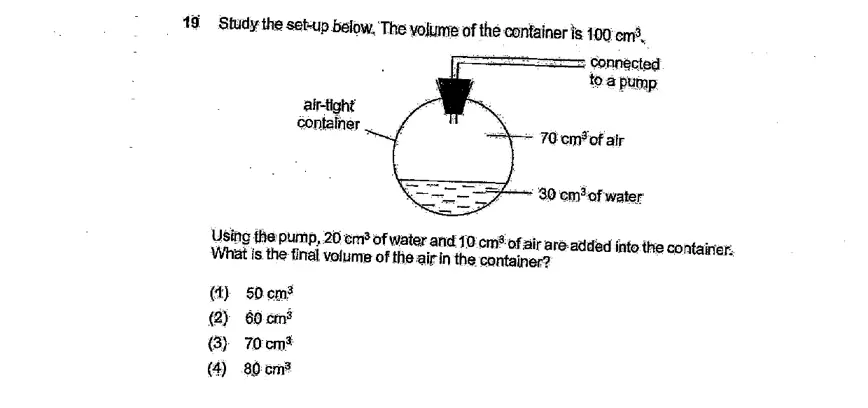 19 Study the set-up below. The volume of the container is 100 cm³.
connected
to a pump
air-tight
container
70 cm³ of air
30 cm³ of water
Using the pump, 20 cm³ of water and 10 cm³ of air are added into the container.
What is the final volume of the air in the container?
(1) 50 cm³
(2) 60 cm³
(3) 70 cm³
(4) 80 cm³